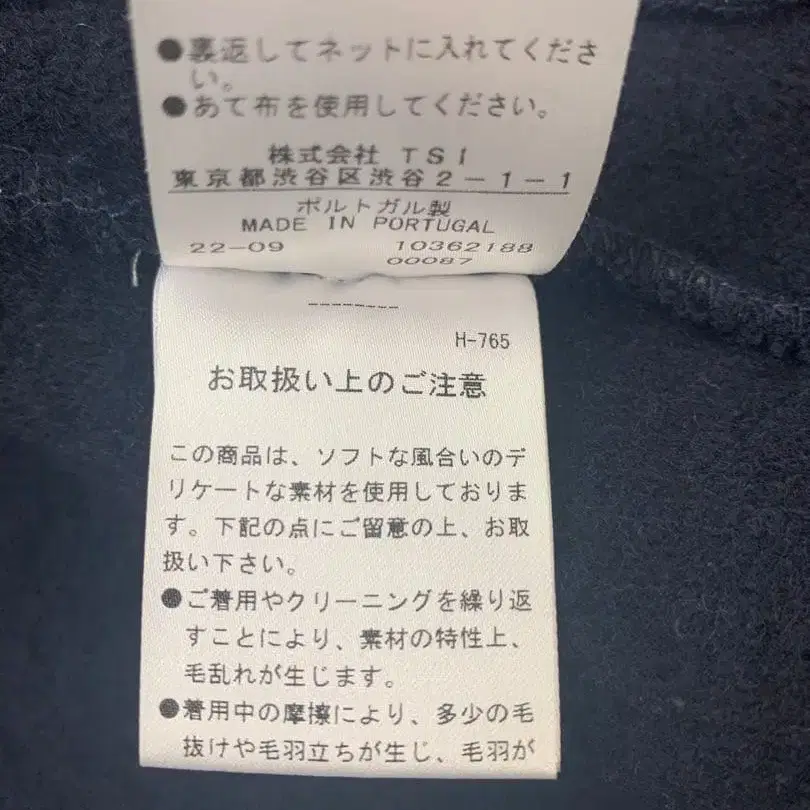 ●裏返してネットに入れてくださ
い。
●あて布を使用してください。
株式会社 TSI
東京都渋谷区渋谷2-1-1
ポルトガル製
MADE IN PORTUGAL
22-09 10362188
00087
--------
H-765
お取扱い上のご注意
この商品は、ソフトな風合いのデ
リケートな素材を使用しておりま
す。下記の点にご留意の上、お取
扱い下さい。
●ご着用やクリーニングを繰り返
すことにより、素材の特性上、
毛乱れが生じます。
●着用中の摩擦により、多少の毛
抜けや毛羽立ちが生じ、毛羽が